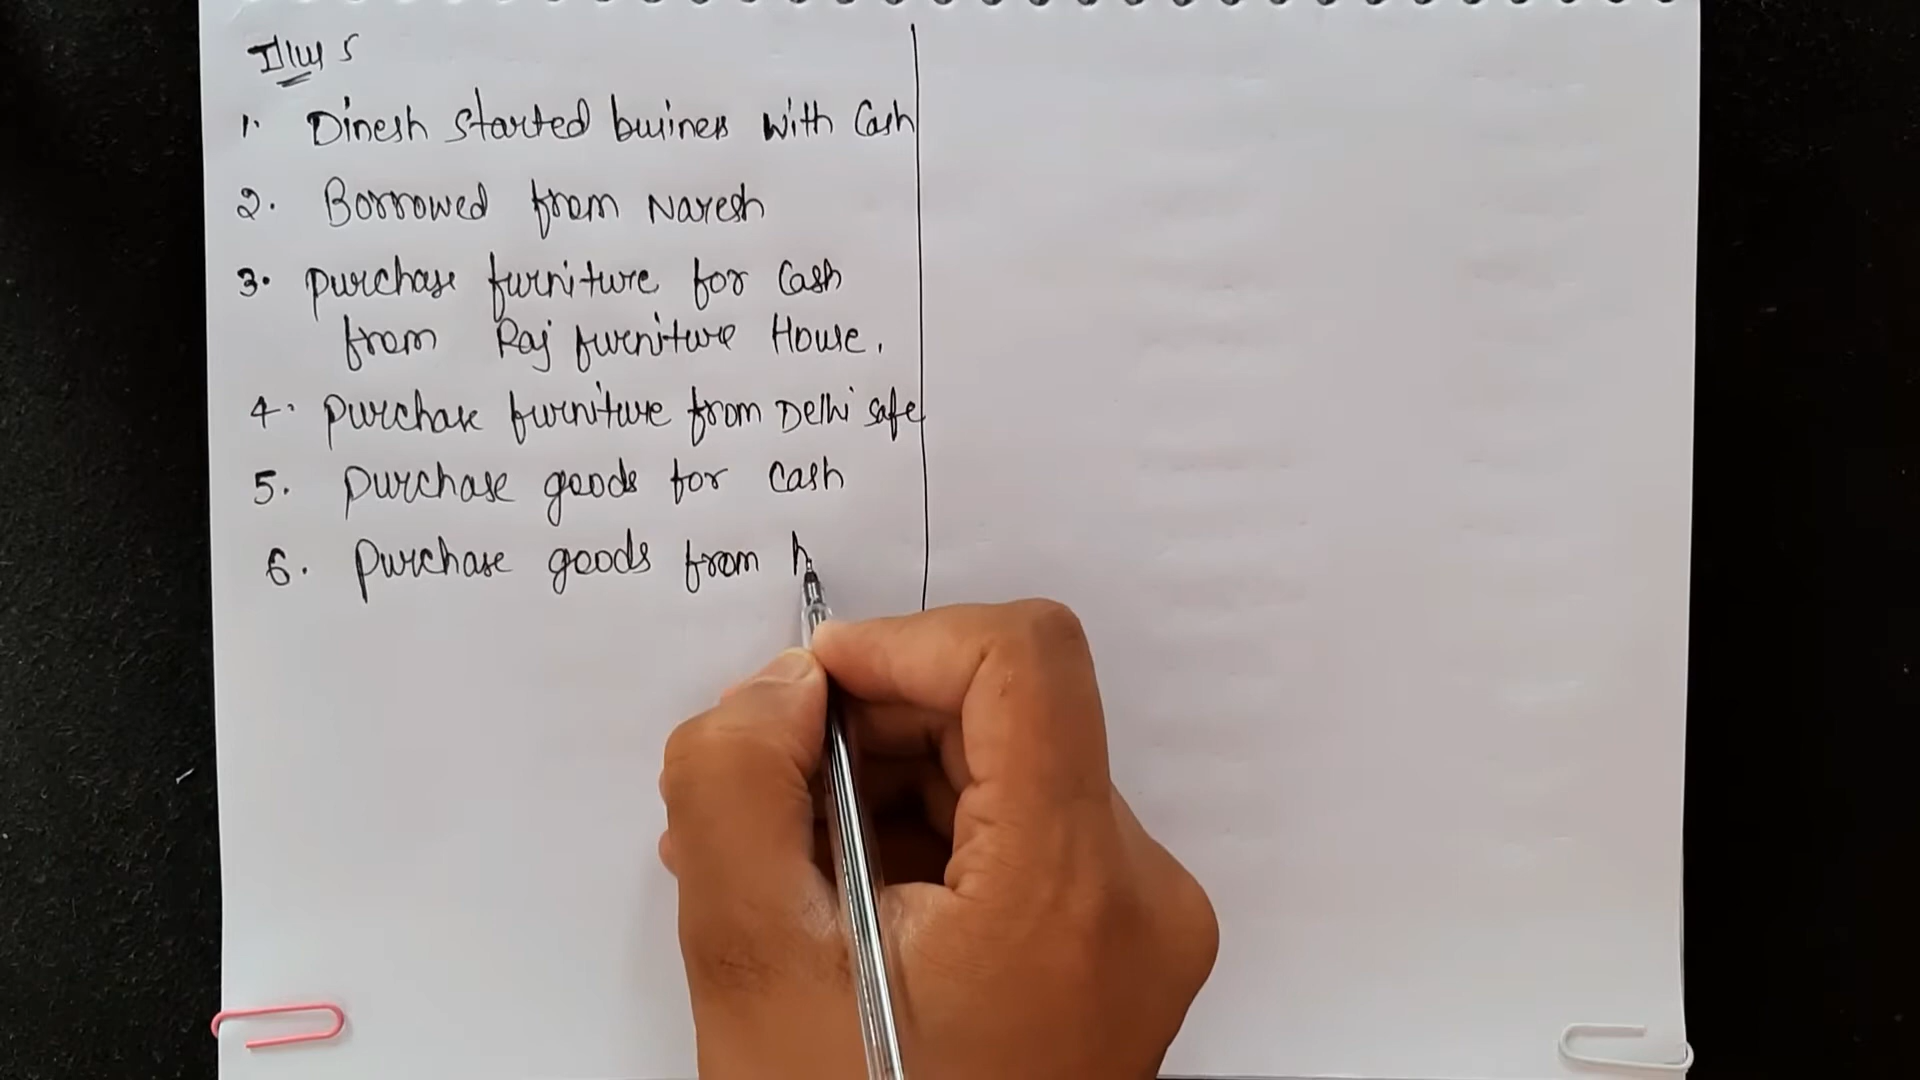 Illus 5
1. Dinesh started business with Cash
2. Borrowed from Naresh
3. purchase furniture for Cash
from Raj furniture House.
4. purchase furniture from Delhi safe
5. purchase goods for cash
6. purchase goods from